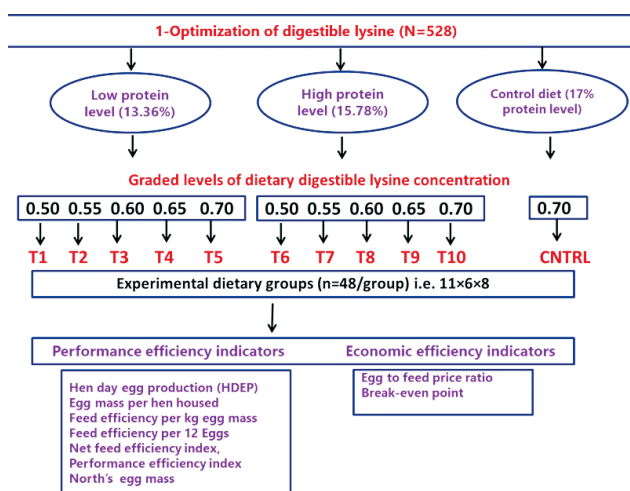 1-Optimization of digestible lysine (N=528)
Low protein
level (13.36%)
High protein
level (15.78%)
Control diet (17%
protein level)
Graded levels of dietary digestible lysine concentration
0.50 0.55 0.60 0.65 0.70
0.50 0.55 0.60 0.65 0.70
0.70
T1 T2 T3 T4 T5
T6 T7 T8 T9 T10
CNTRL
Experimental dietary groups (n=48/group) i.e. 11×6×8
Performance efficiency indicators
Economic efficiency indicators
Hen day egg production (HDEP)
Egg mass per hen housed
Feed efficiency per kg egg mass
Feed efficiency per 12 Eggs
Net feed efficiency index,
Performance efficiency index
North's egg mass
Egg to feed price ratio
Break-even point